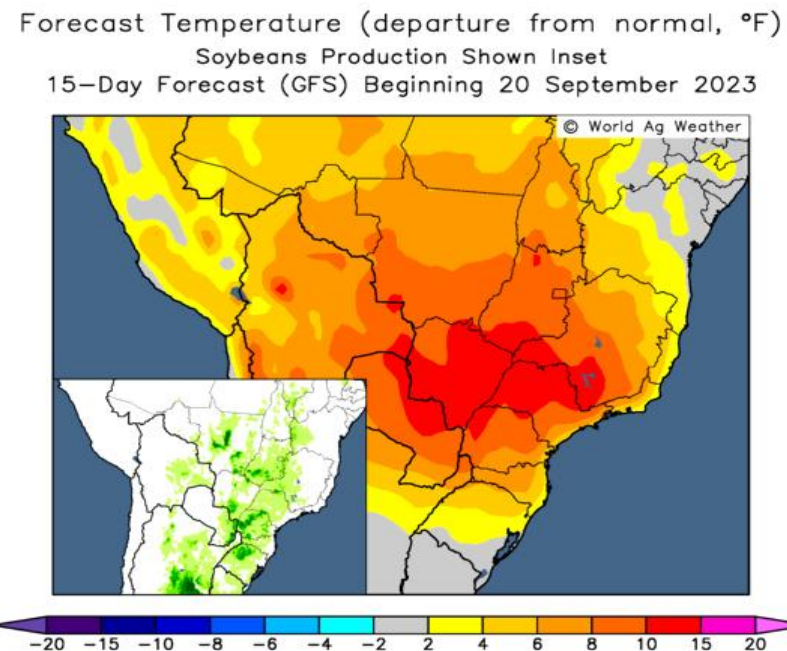 Forecast Temperature (departure from normal, °F)
Soybeans Production Shown Inset
15-Day Forecast (GFS) Beginning 20 September 2023
© World Ag Weather
-20 -15 -10 -8 -6 -4 -2 2 4 6 8 10 15 20